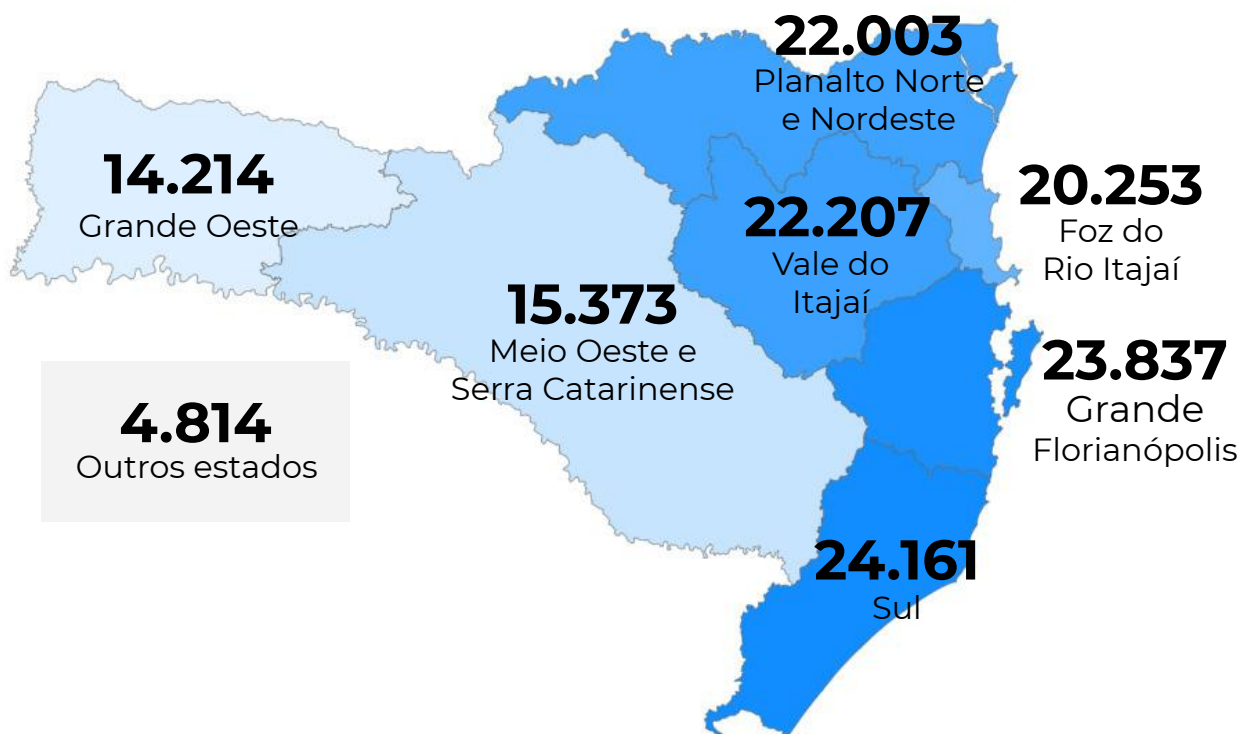 22.003
Planalto Norte
e Nordeste
14.214
Grande Oeste
20.253
Foz do
Rio Itajaí
22.207
Vale do
Itajaí
15.373
Meio Oeste e
Serra Catarinense
23.837
Grande
Florianópolis
4.814
Outros estados
24.161
Sul